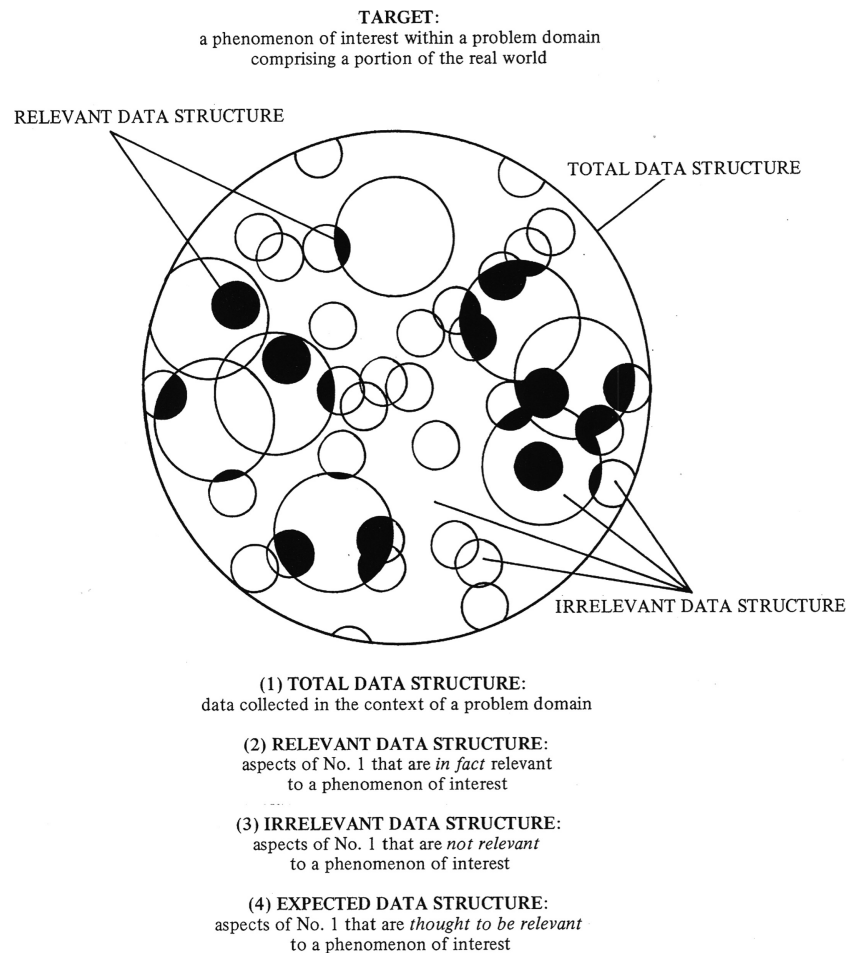 TARGET:
a phenomenon of interest within a problem domain
comprising a portion of the real world
RELEVANT DATA STRUCTURE
TOTAL DATA STRUCTURE
IRRELEVANT DATA STRUCTURE
(1) TOTAL DATA STRUCTURE:
data collected in the context of a problem domain
(2) RELEVANT DATA STRUCTURE:
aspects of No. 1 that are in fact relevant
to a phenomenon of interest
(3) IRRELEVANT DATA STRUCTURE:
aspects of No. 1 that are not relevant
to a phenomenon of interest
(4) EXPECTED DATA STRUCTURE:
aspects of No. 1 that are thought to be relevant
to a phenomenon of interest